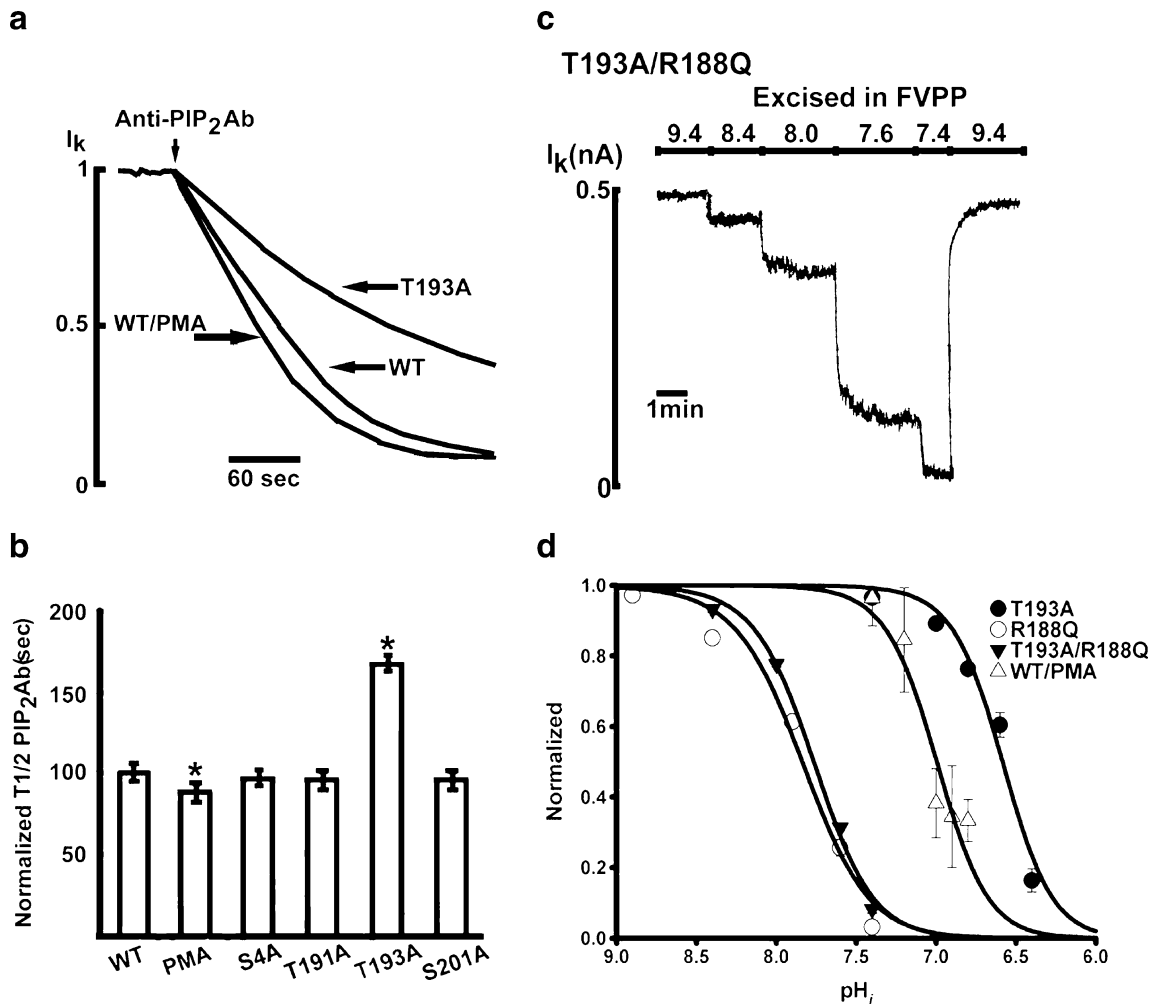 a
Anti-PIP2Ab
Ik
1
0.5
0
T193A
WT/PMA
WT
60 sec
b
Normalized T1/2 PIP2Ab(sec)
200
150
100
50
*
*
WT
PMA
S4A
T191A
T193A
S201A
c
T193A/R188Q
Excised in FVPP
9.4 8.4 8.0 7.6 7.4 9.4
Ik(nA)
0.5
0
1min
d
Normalized
1.0
0.8
0.6
0.4
0.2
0.0
T193A
R188Q
T193A/R188Q
WT/PMA
9.0 8.5 8.0 7.5 7.0 6.5 6.0
pHi